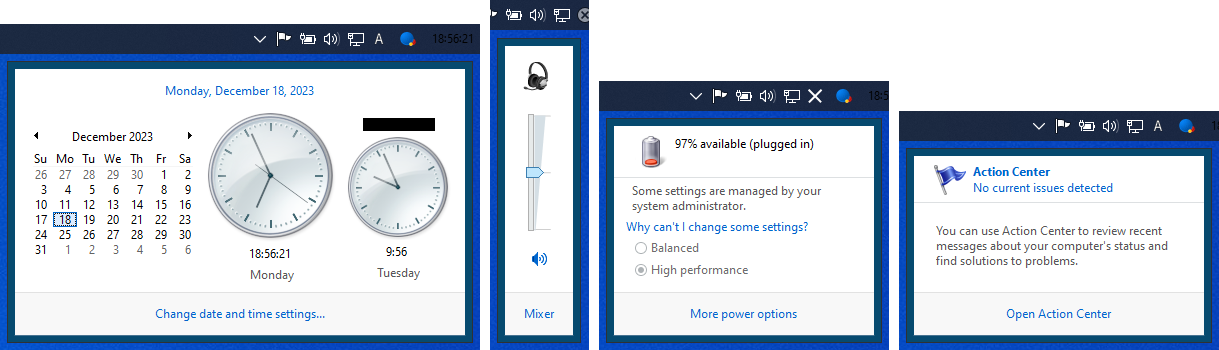 A
18:56:21
Monday, December 18, 2023
December 2023
Su Mo Tu We Th Fr Sa
26 27 28 29 30 1 2
3 4 5 6 7 8 9
10 11 12 13 14 15 16
17 18 19 20 21 22 23
24 25 26 27 28 29 30
31 1 2 3 4 5 6
18:56:21
Monday
9:56
Tuesday
Change date and time settings...
Mixer
18:5
97% available (plugged in)
Some settings are managed by your
system administrator.
Why can't I change some settings?
Balanced
High performance
More power options
A
Action Center
No current issues detected
You can use Action Center to review recent
messages about your computer's status and
find solutions to problems.
Open Action Center